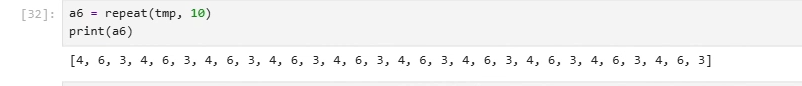 [32]: a6 = repeat(tmp, 10)
print(a6)
[4, 6, 3, 4, 6, 3, 4, 6, 3, 4, 6, 3, 4, 6, 3, 4, 6, 3, 4, 6, 3, 4, 6, 3, 4, 6, 3, 4, 6, 3]